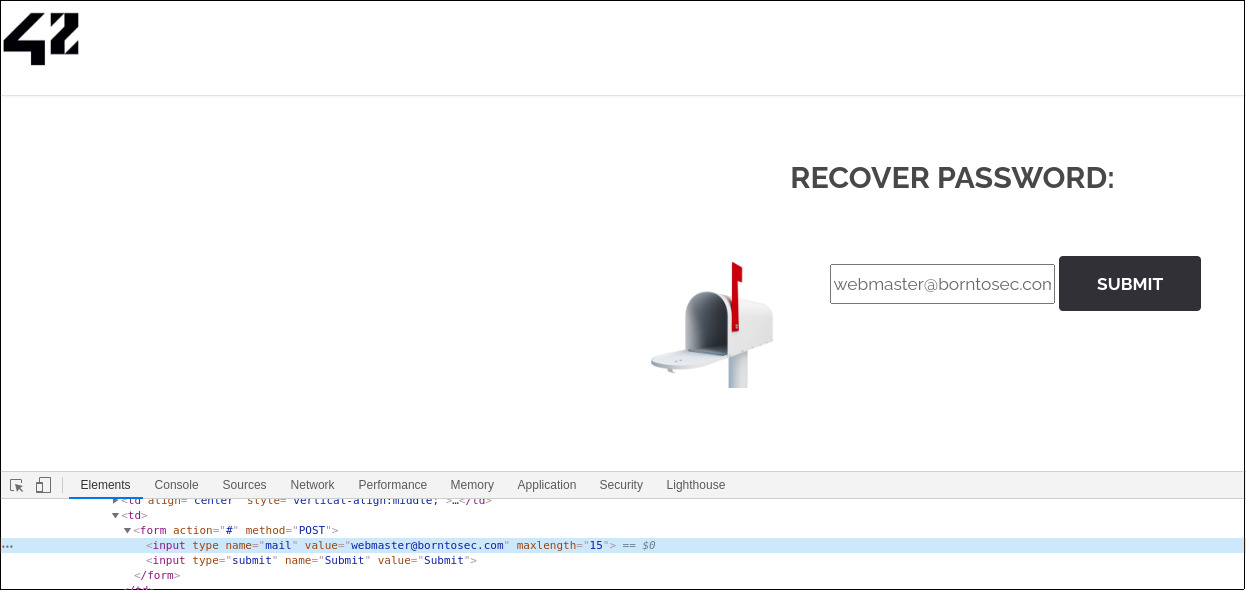 42
RECOVER PASSWORD:
webmaster@borntosec.com SUBMIT
Elements Console Sources Network Performance Memory Application Security Lighthouse
<td align="center" style="vertical-align:middle;">…</td>
<td>
<form action="#" method="POST">
<input type name="mail" value="webmaster@borntosec.com" maxlength="15"> == $0
<input type="submit" name="Submit" value="Submit">
</form>
</td>